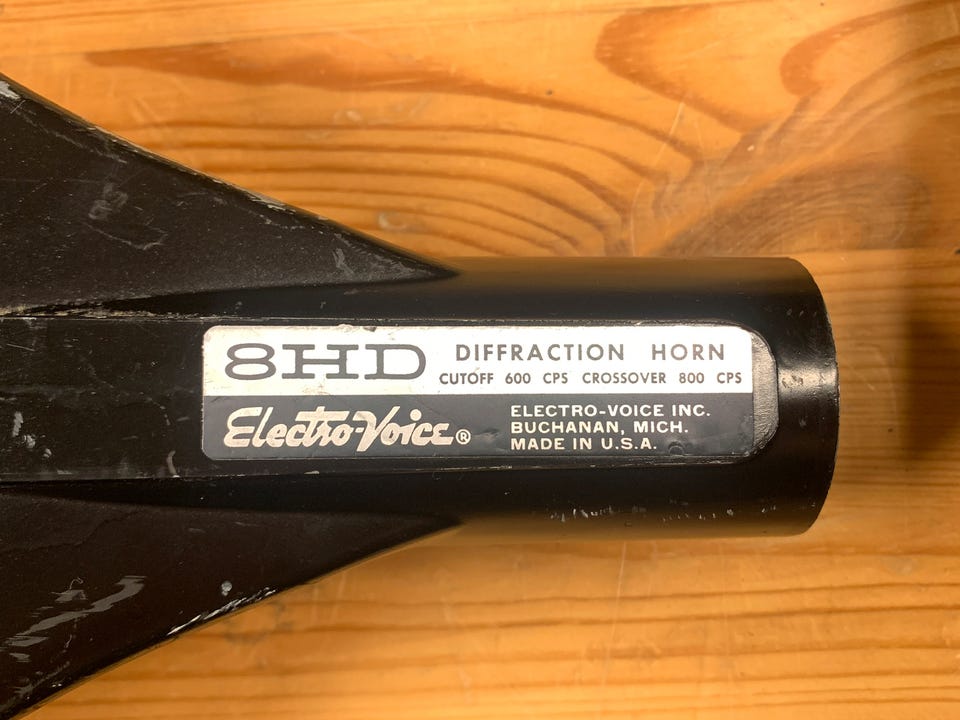 8HD DIFFRACTION HORN
CUTOFF 600 CPS CROSSOVER 800 CPS
Electro-Voice®
ELECTRO-VOICE INC.
BUCHANAN, MICH.
MADE IN U.S.A.